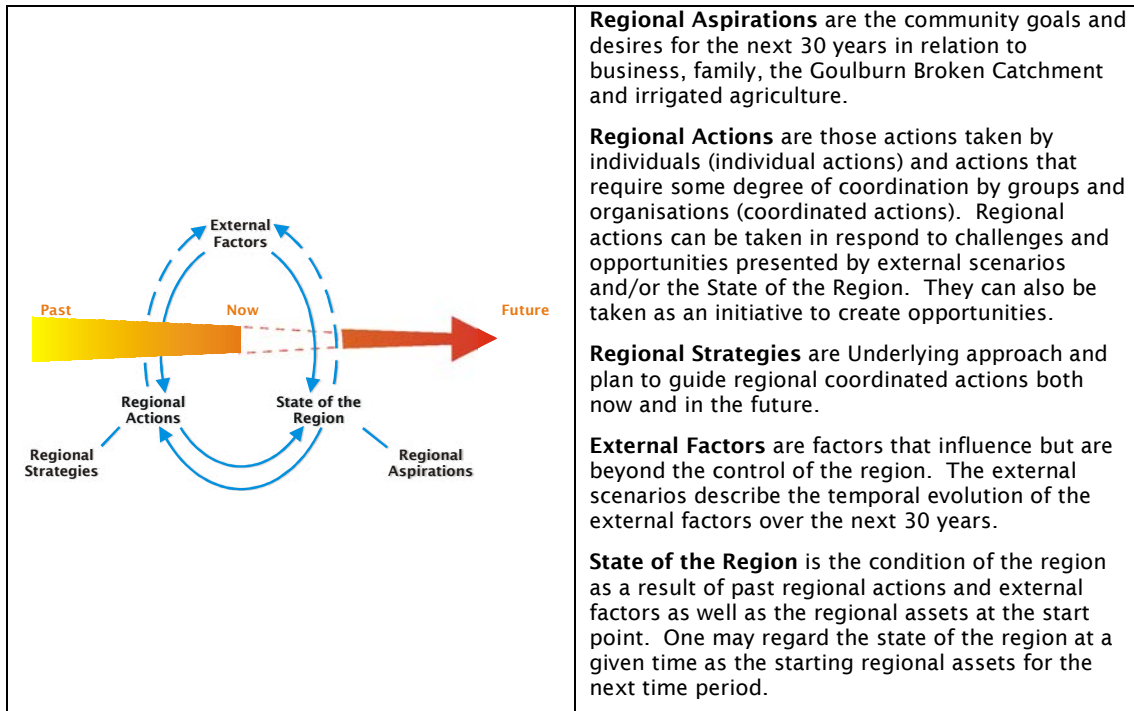 External
Factors
Past
Now
Future
Regional
Actions
State of the
Region
Regional
Strategies
Regional
Aspirations
Regional Aspirations are the community goals and
desires for the next 30 years in relation to
business, family, the Goulburn Broken Catchment
and irrigated agriculture.
Regional Actions are those actions taken by
individuals (individual actions) and actions that
require some degree of coordination by groups and
organisations (coordinated actions). Regional
actions can be taken in respond to challenges and
opportunities presented by external scenarios
and/or the State of the Region. They can also be
taken as an initiative to create opportunities.
Regional Strategies are Underlying approach and
plan to guide regional coordinated actions both
now and in the future.
External Factors are factors that influence but are
beyond the control of the region. The external
scenarios describe the temporal evolution of the
external factors over the next 30 years.
State of the Region is the condition of the region
as a result of past regional actions and external
factors as well as the regional assets at the start
point. One may regard the state of the region at a
given time as the starting regional assets for the
next time period.